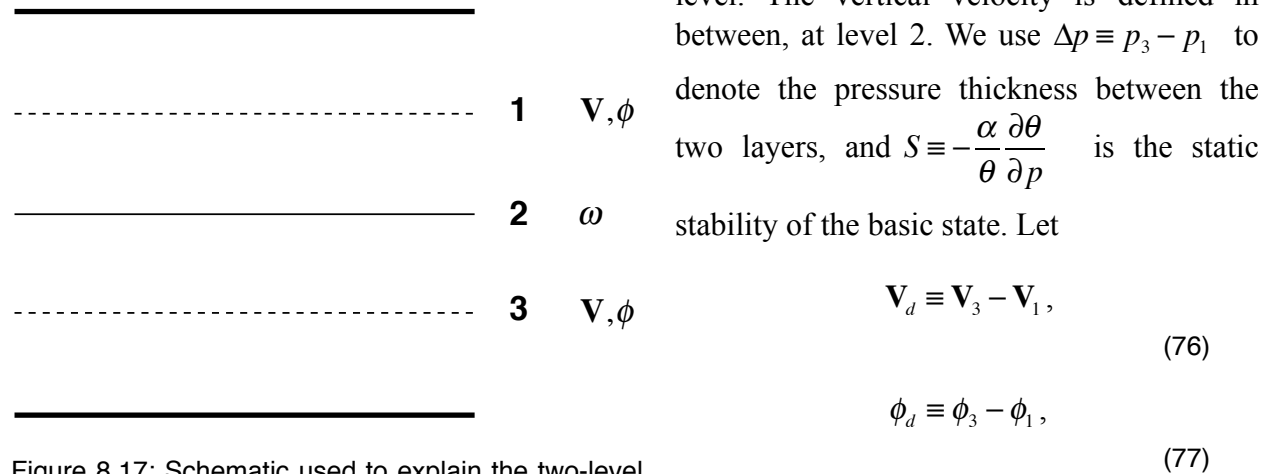 1 V,ϕ
2 ω
3 V,ϕ
Figure 8.17: Schematic used to explain the two-level
level. The vertical velocity is defined in
between, at level 2. We use Δp ≡ p₃ − p₁ to
denote the pressure thickness between the
two layers, and S ≡ −(α/θ)(∂θ/∂p) is the static
stability of the basic state. Let
V_d ≡ V₃ − V₁,
(76)
ϕ_d ≡ ϕ₃ − ϕ₁,
(77)